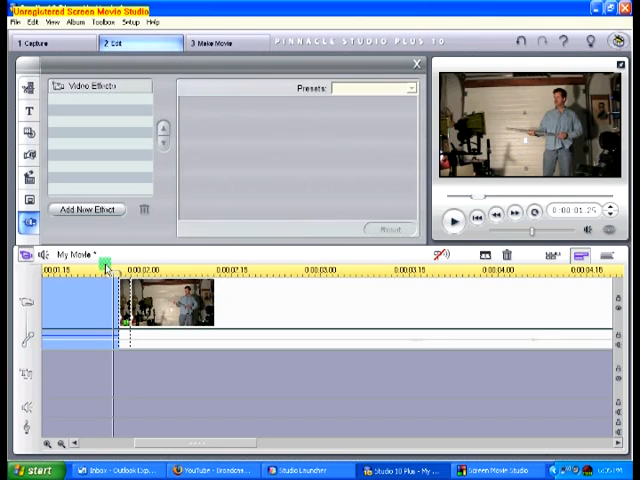 Unregistered Screen Movie Studio
File Edit View Album Toolbox Setup Help
1 Capture
2 Edit
3 Make Movie
PINNACLE STUDIO PLUS 10
Video Effects
Presets:
Add New Effect
Reset
0:00:01.25
My Movie *
0:00:01.15 0:00:02.00 0:00:02.15 0:00:03.00 0:00:03.15 0:00:04.00 0:00:04.15
start
Inbox - Outlook Exp...
YouTube - Broadcas...
Studio Launcher
Studio 10 Plus - My ...
Screen Movie Studio